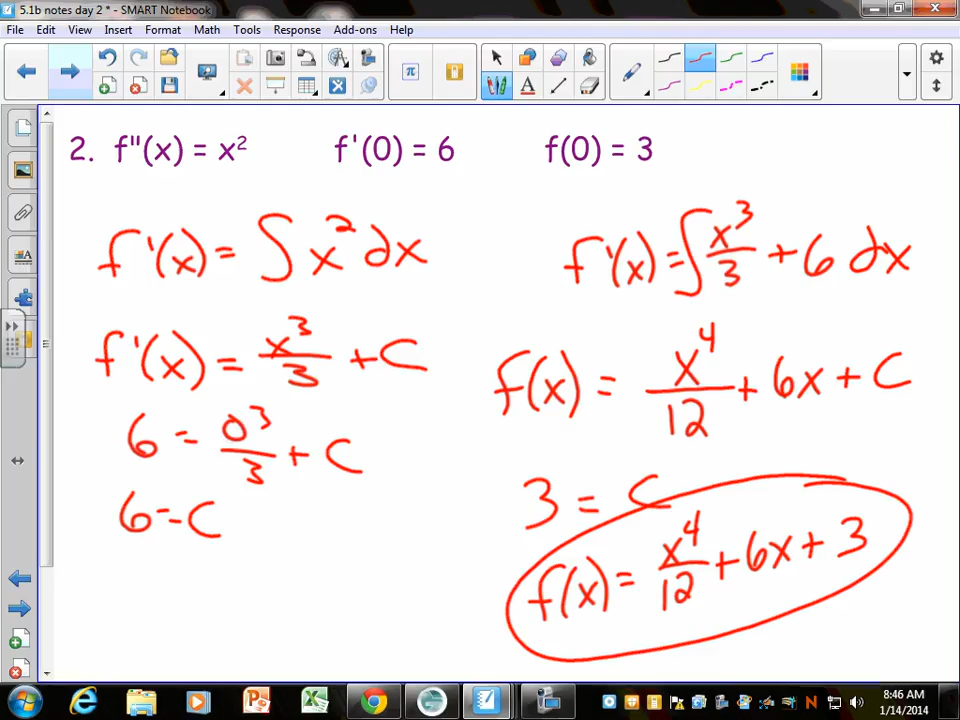 5.1b notes day 2 * - SMART Notebook
File Edit View Insert Format Math Tools Response Add-ons Help
2. f"(x) = x² f'(0) = 6 f(0) = 3
f'(x) = ∫ x² dx
f'(x) = x³/3 + C
6 = 0³/3 + C
6 = C
f'(x) = ∫ x³/3 + 6 dx
f(x) = x⁴/12 + 6x + C
3 = C
f(x) = x⁴/12 + 6x + 3
8:46 AM
1/14/2014